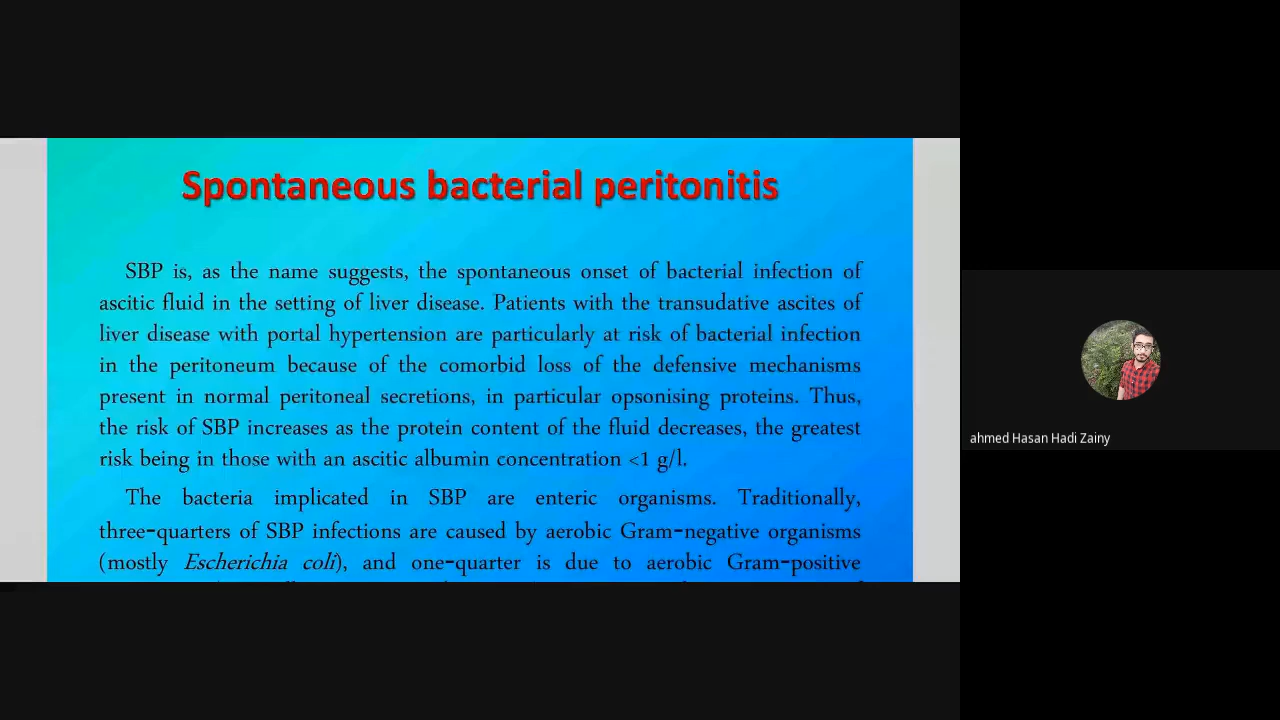 Spontaneous bacterial peritonitis
SBP is, as the name suggests, the spontaneous onset of bacterial infection of
ascitic fluid in the setting of liver disease. Patients with the transudative ascites of
liver disease with portal hypertension are particularly at risk of bacterial infection
in the peritoneum because of the comorbid loss of the defensive mechanisms
present in normal peritoneal secretions, in particular opsonising proteins. Thus,
the risk of SBP increases as the protein content of the fluid decreases, the greatest
risk being in those with an ascitic albumin concentration <1 g/l.
The bacteria implicated in SBP are enteric organisms. Traditionally,
three-quarters of SBP infections are caused by aerobic Gram-negative organisms
(mostly Escherichia coli), and one-quarter is due to aerobic Gram-positive
ahmed Hasan Hadi Zainy